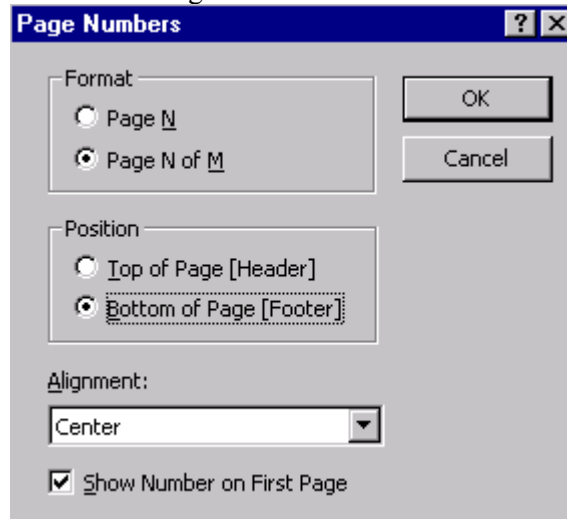 Page Numbers
Format
Page N
Page N of M
OK
Cancel
Position
Top of Page [Header]
Bottom of Page [Footer]
Alignment:
Center
Show Number on First Page